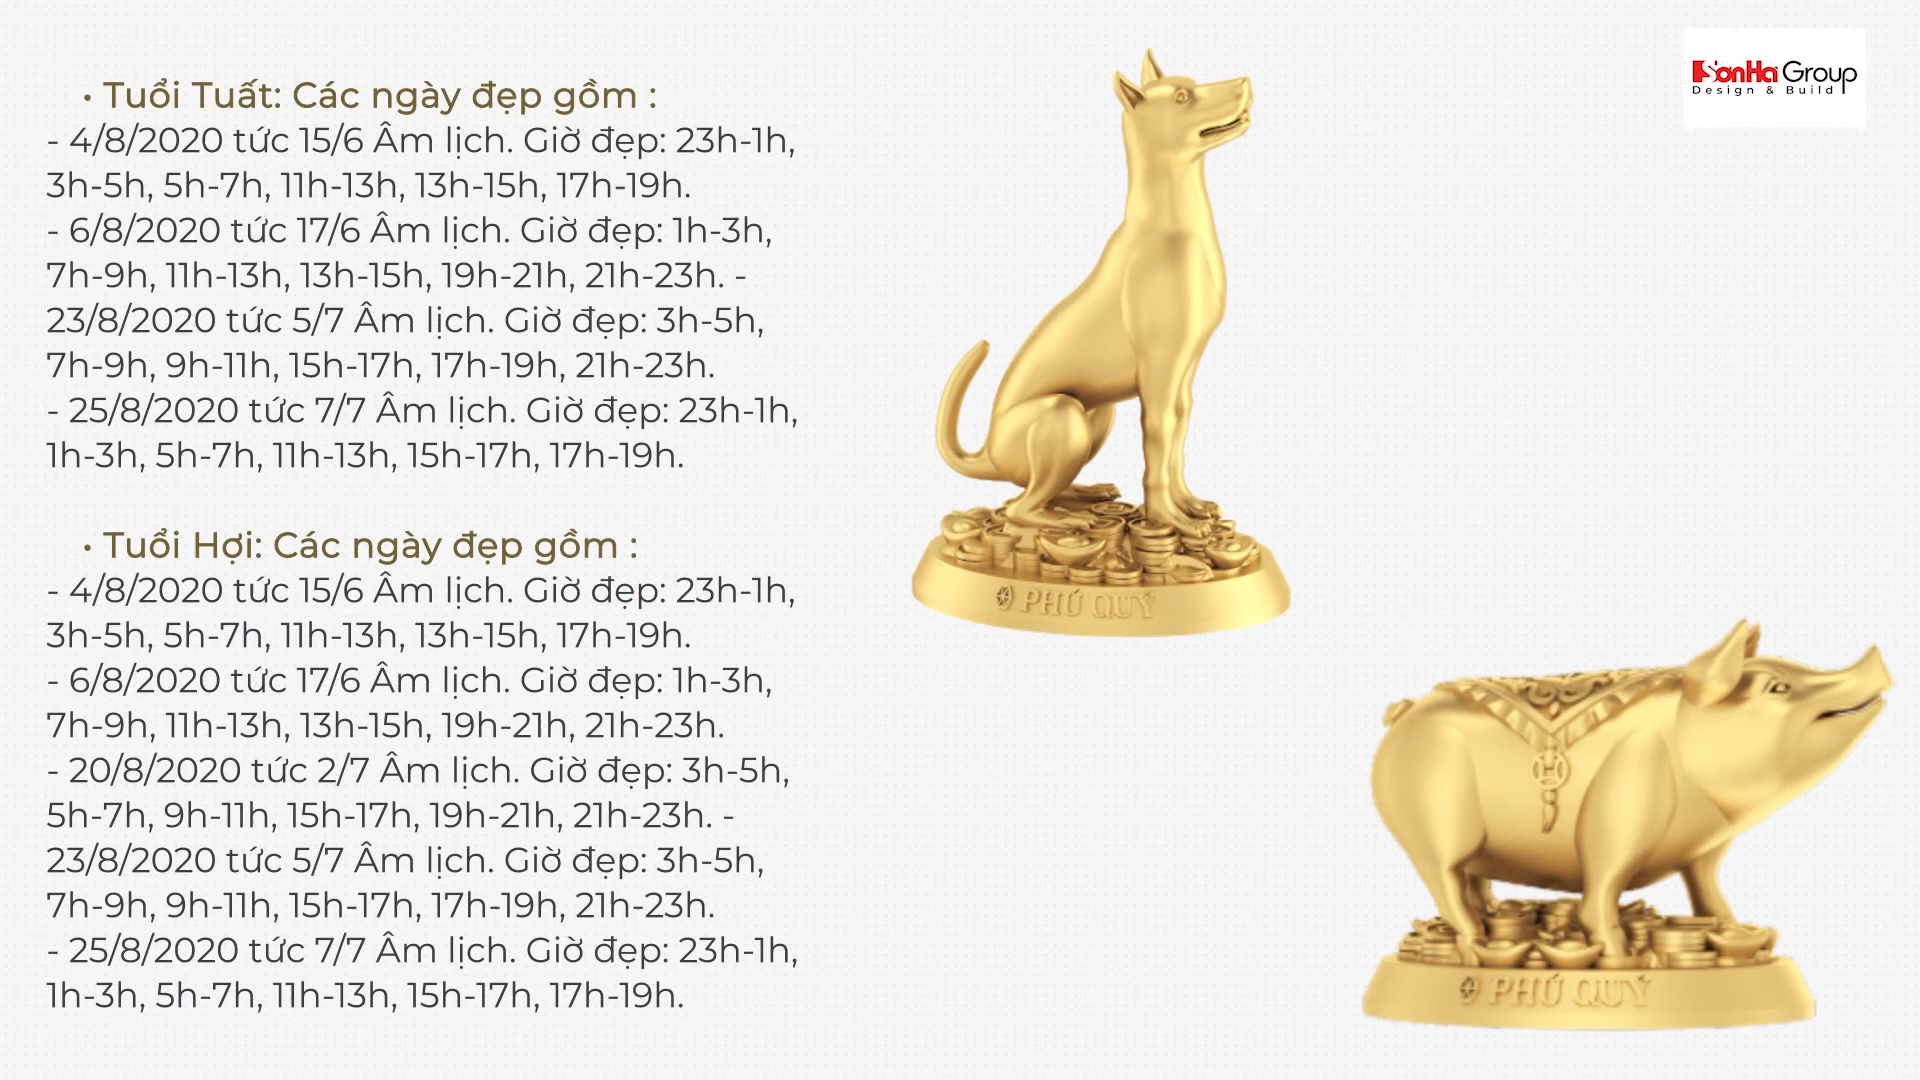 • Tuổi Tuất: Các ngày đẹp gồm :
- 4/8/2020 tức 15/6 Âm lịch. Giờ đẹp: 23h-1h,
3h-5h, 5h-7h, 11h-13h, 13h-15h, 17h-19h.
- 6/8/2020 tức 17/6 Âm lịch. Giờ đẹp: 1h-3h,
7h-9h, 11h-13h, 13h-15h, 19h-21h, 21h-23h. -
23/8/2020 tức 5/7 Âm lịch. Giờ đẹp: 3h-5h,
7h-9h, 9h-11h, 15h-17h, 17h-19h, 21h-23h.
- 25/8/2020 tức 7/7 Âm lịch. Giờ đẹp: 23h-1h,
1h-3h, 5h-7h, 11h-13h, 15h-17h, 17h-19h.
• Tuổi Hợi: Các ngày đẹp gồm :
- 4/8/2020 tức 15/6 Âm lịch. Giờ đẹp: 23h-1h,
3h-5h, 5h-7h, 11h-13h, 13h-15h, 17h-19h.
- 6/8/2020 tức 17/6 Âm lịch. Giờ đẹp: 1h-3h,
7h-9h, 11h-13h, 13h-15h, 19h-21h, 21h-23h.
- 20/8/2020 tức 2/7 Âm lịch. Giờ đẹp: 3h-5h,
5h-7h, 9h-11h, 15h-17h, 19h-21h, 21h-23h. -
23/8/2020 tức 5/7 Âm lịch. Giờ đẹp: 3h-5h,
7h-9h, 9h-11h, 15h-17h, 17h-19h, 21h-23h.
- 25/8/2020 tức 7/7 Âm lịch. Giờ đẹp: 23h-1h,
1h-3h, 5h-7h, 11h-13h, 15h-17h, 17h-19h.
SonHa Group
Design & Build
PHÚ QUÝ
PHÚ QUÝ